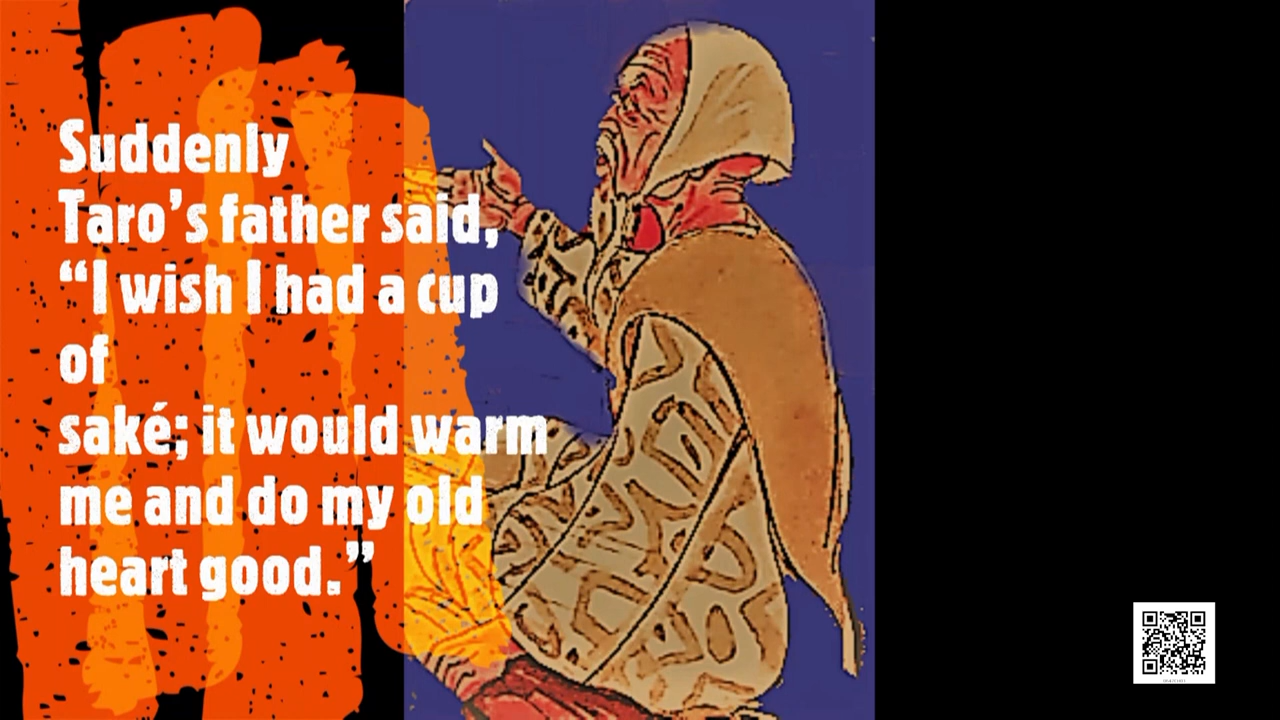 Suddenly
Taro’s father said,
“I wish I had a cup
of
saké; it would warm
me and do my old
heart good.”